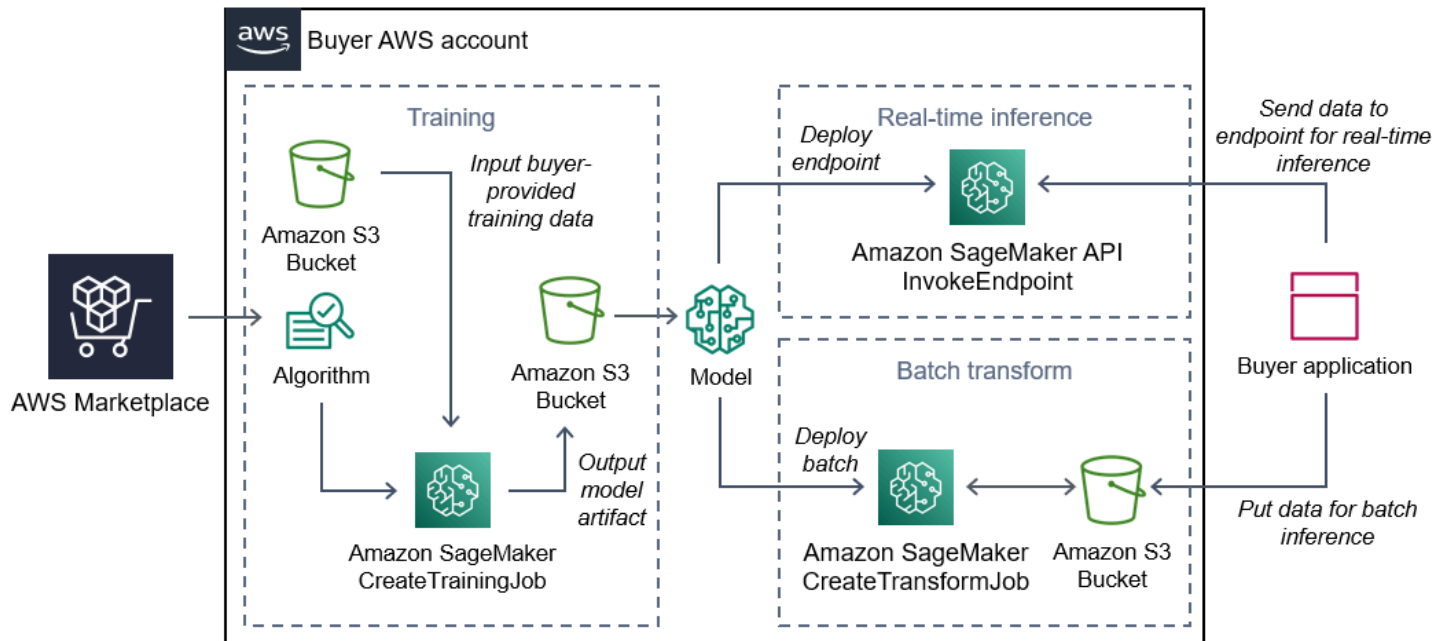 aws
Buyer AWS account
Training
Amazon S3
Bucket
Input buyer-
provided
training data
Algorithm
AWS Marketplace
Amazon S3
Bucket
Output
model
artifact
Amazon SageMaker
CreateTrainingJob
Model
Real-time inference
Deploy
endpoint
Amazon SageMaker API
InvokeEndpoint
Batch transform
Deploy
batch
Amazon SageMaker
CreateTransformJob
Amazon S3
Bucket
Send data to
endpoint for real-time
inference
Buyer application
Put data for batch
inference